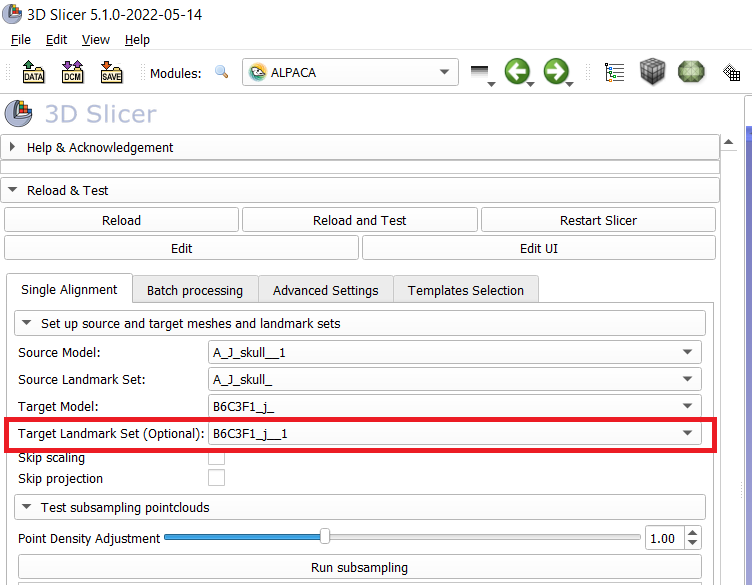 3D Slicer 5.1.0-2022-05-14
File Edit View Help
DATA DCM SAVE Modules: ALPACA
3D Slicer
Help & Acknowledgement
Reload & Test
Reload Reload and Test Restart Slicer
Edit Edit UI
Single Alignment Batch processing Advanced Settings Templates Selection
Set up source and target meshes and landmark sets
Source Model: A_J_skull__1
Source Landmark Set: A_J_skull_
Target Model: B6C3F1_j_
Target Landmark Set (Optional): B6C3F1_j__1
Skip scaling
Skip projection
Test subsampling pointclouds
Point Density Adjustment 1.00
Run subsampling